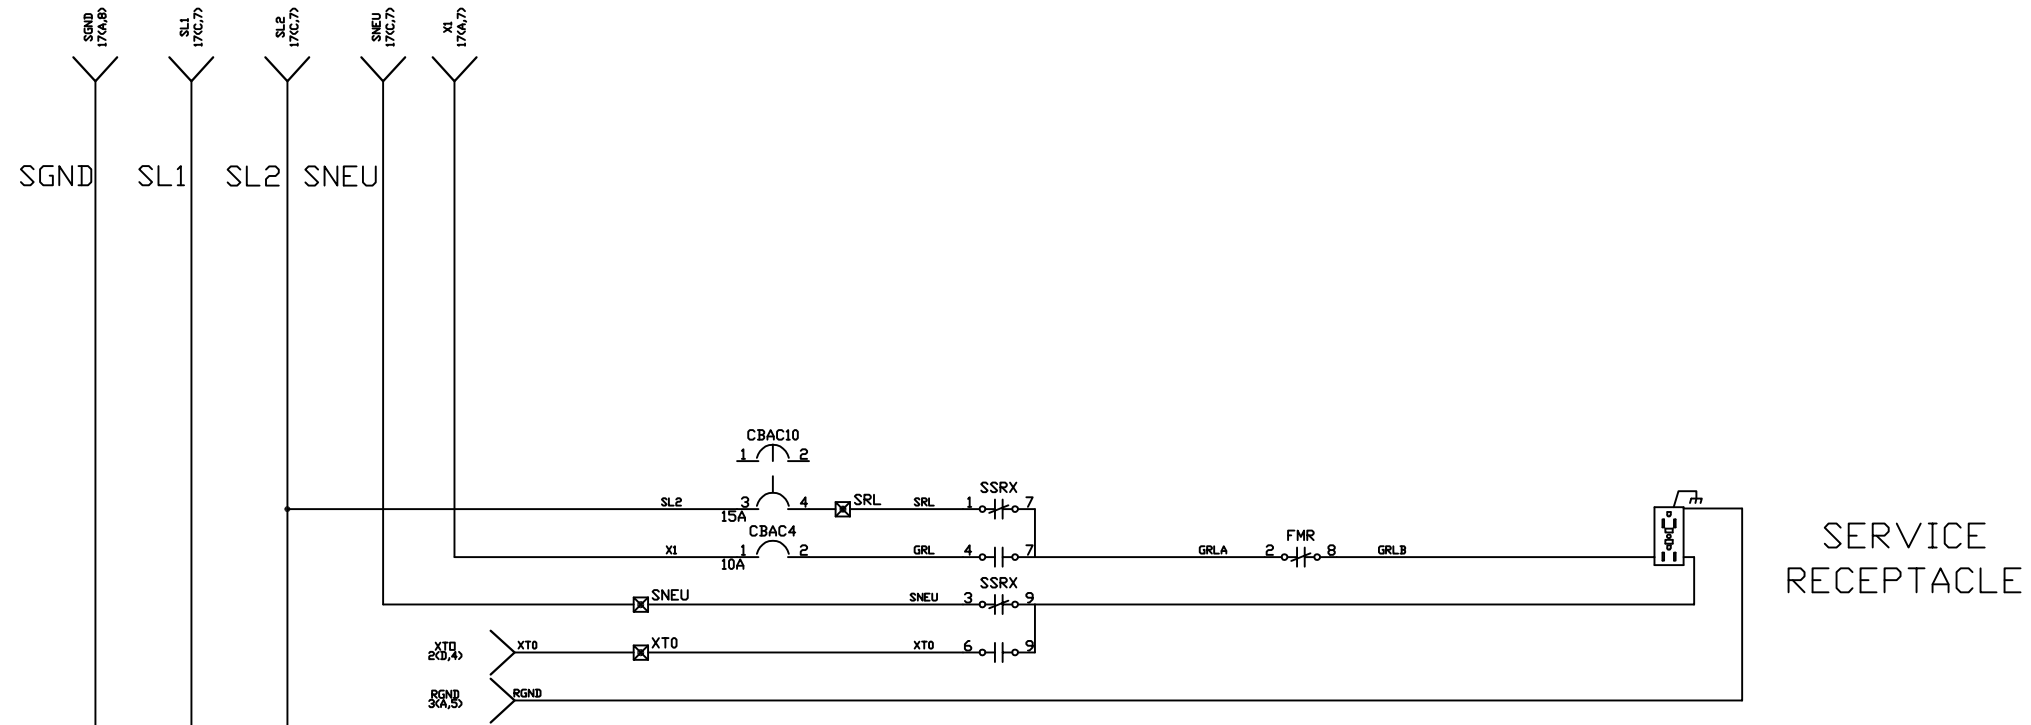 SGND
17(A,8)
SL1
17(C,7)
SL2
17(C,7)
SNEU
17(C,7)
X1
17(A,7)
SGND
SL1
SL2
SNEU
CBAC10
1 2
SL2 3 4 SRL SRL 1 SSRX 7
15A
CBAC4
X1 1 2 GRL 4 7 GRLA 2 FMR 8 GRLB
10A
SERVICE
RECEPTACLE
SNEU SNEU 3 SSRX 9
XTO
2(D,4)
XT0 XT0 XT0 6 9
RGND
3(A,5)
RGND